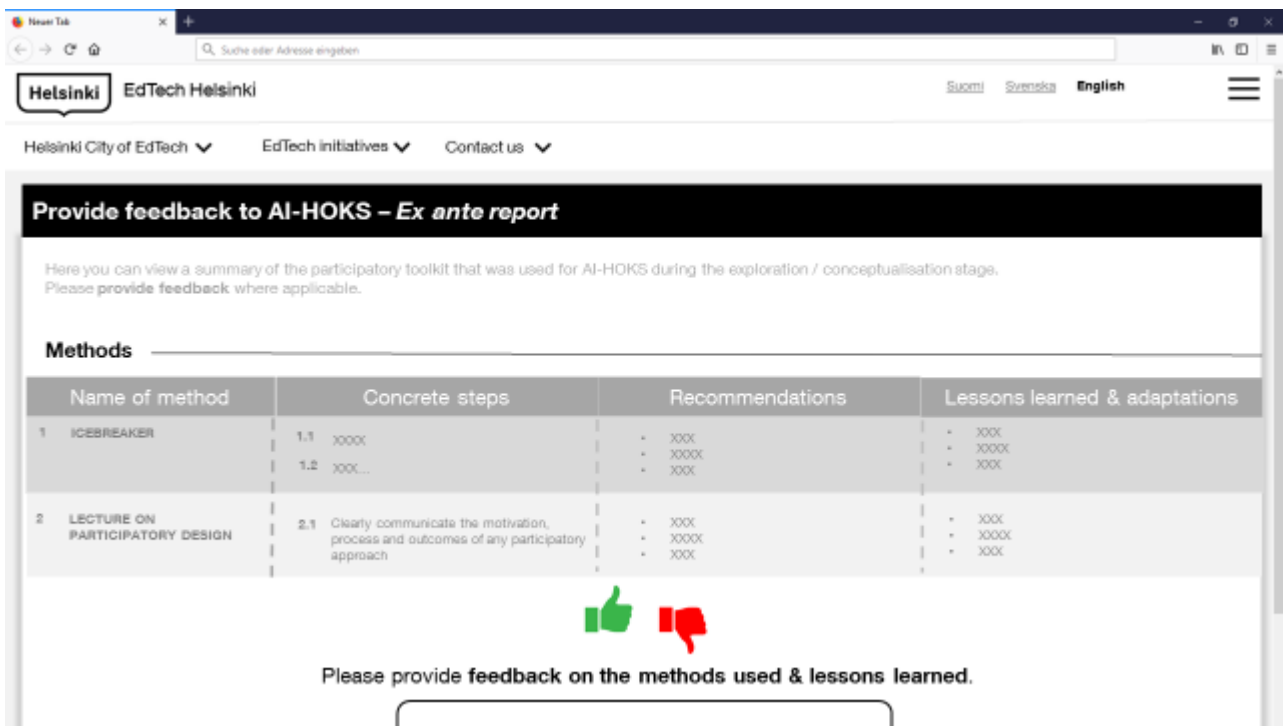 Neuer Tab
Suche oder Adresse eingeben
Helsinki
EdTech Helsinki
Suomi Svenska English
Helsinki City of EdTech EdTech initiatives Contact us
Provide feedback to AI-HOKS – Ex ante report
Here you can view a summary of the participatory toolkit that was used for AI-HOKS during the exploration / conceptualisation stage.
Please provide feedback where applicable.
Methods
Name of method Concrete steps Recommendations Lessons learned & adaptations
1 ICEBREAKER
1.1 XXXX
1.2 XXX...
• XXX
• XXXX
• XXX
• XXX
• XXXX
• XXX
2 LECTURE ON
PARTICIPATORY DESIGN
2.1 Clearly communicate the motivation,
process and outcomes of any participatory
approach
• XXX
• XXXX
• XXX
• XXX
• XXXX
• XXX
Please provide feedback on the methods used & lessons learned.